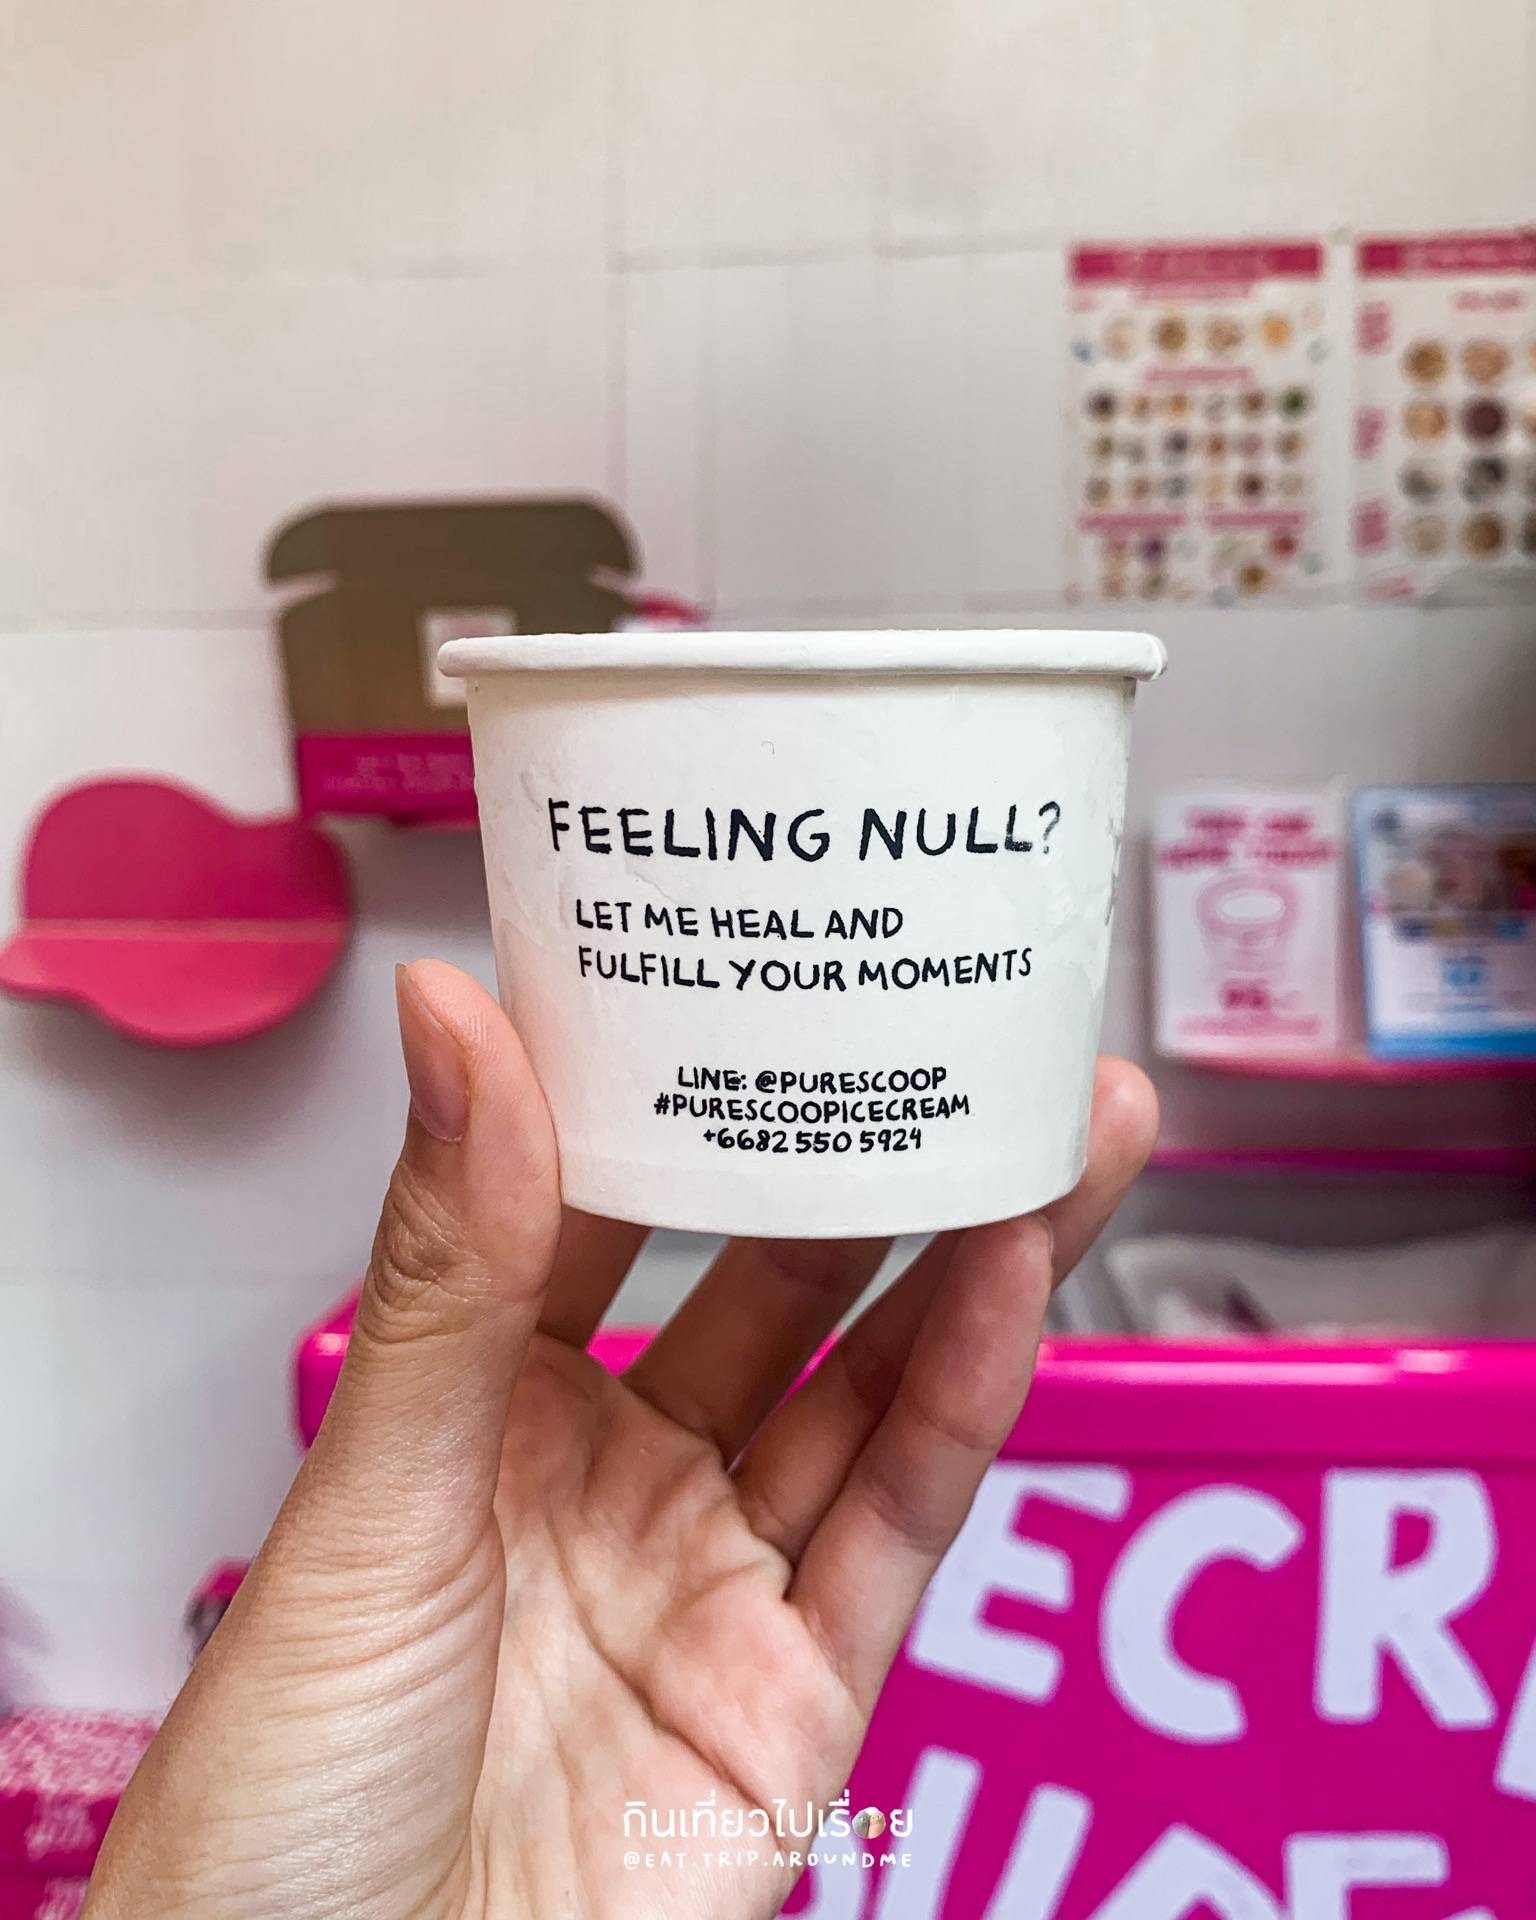 FEELING NULL?
LET ME HEAL AND
FULFILL YOUR MOMENTS
LINE: @PURESCOOP
#PURESCOOPICECREAM
+6682 550 5924
ECR
กินเที่ยวไปเรื่อย
@EAT.TRIP.AROUNDME